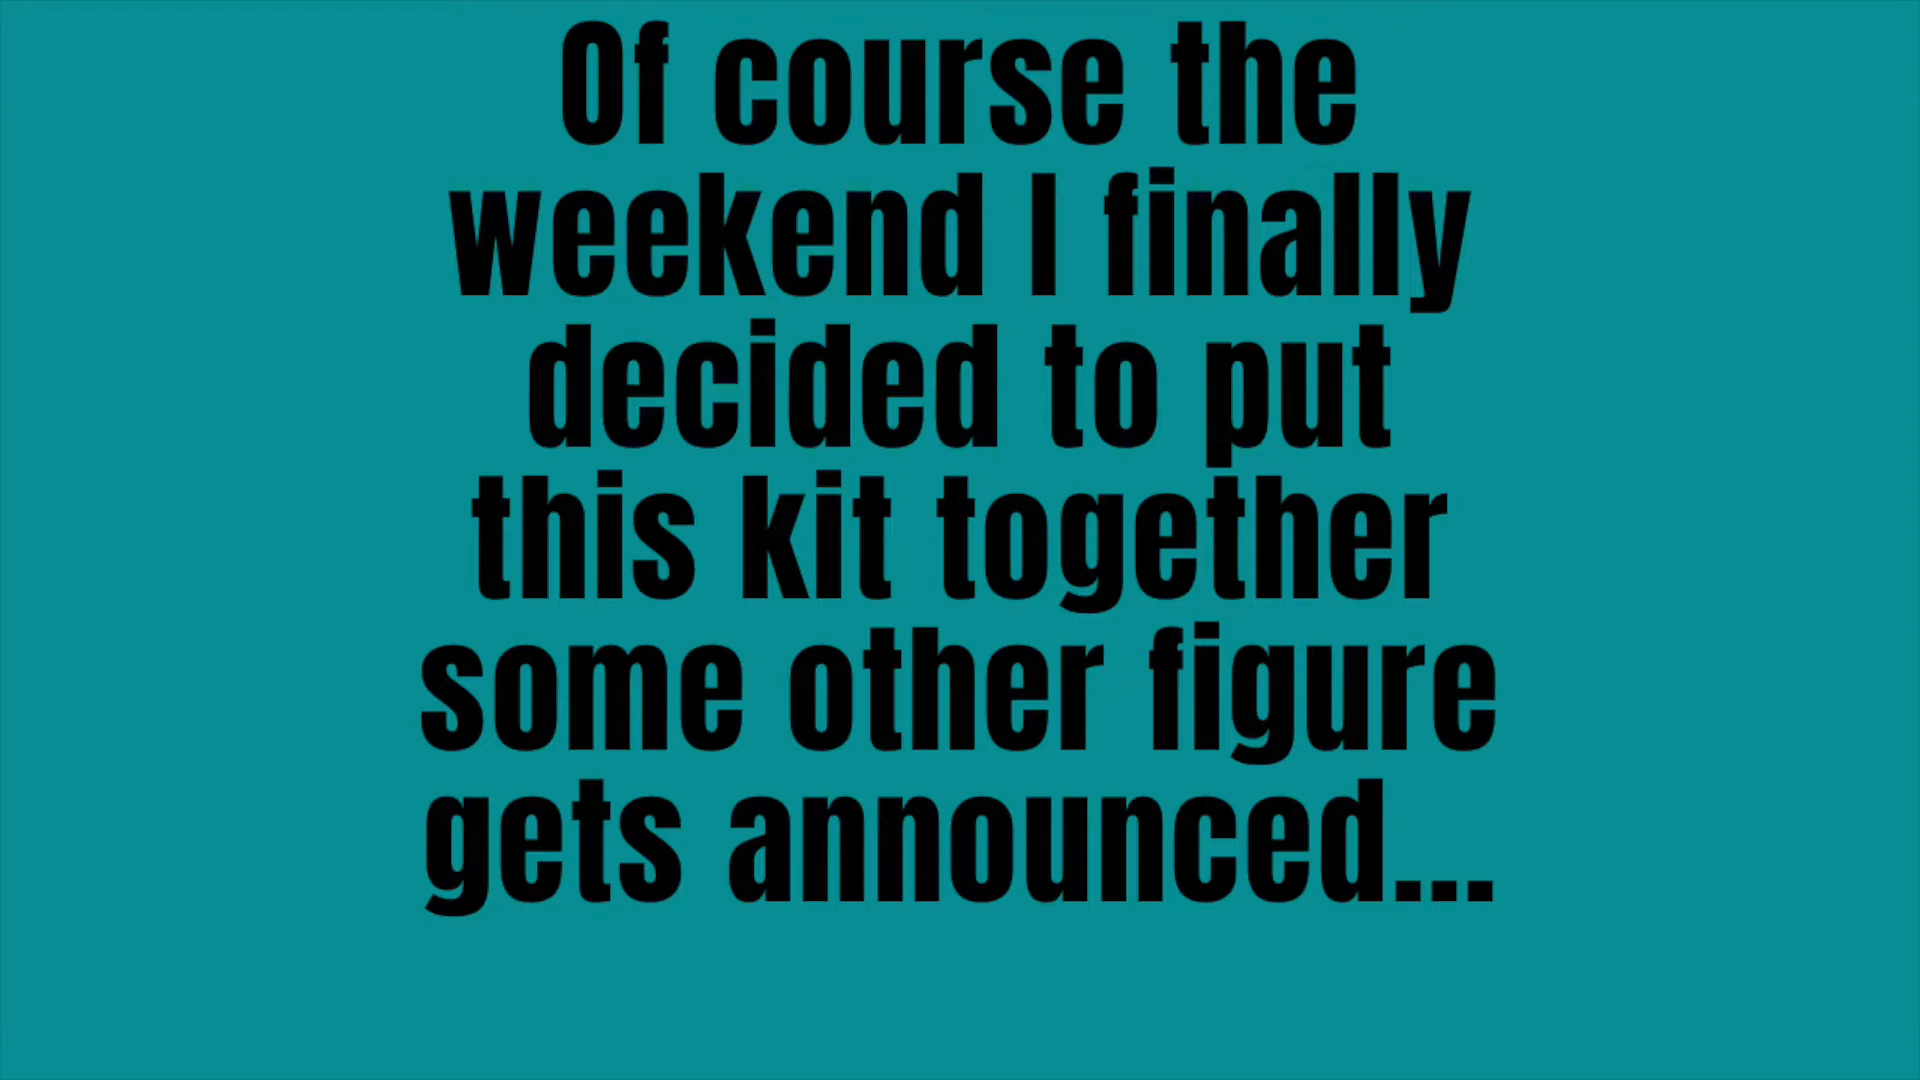 Of course the
weekend I finally
decided to put
this kit together
some other figure
gets announced...